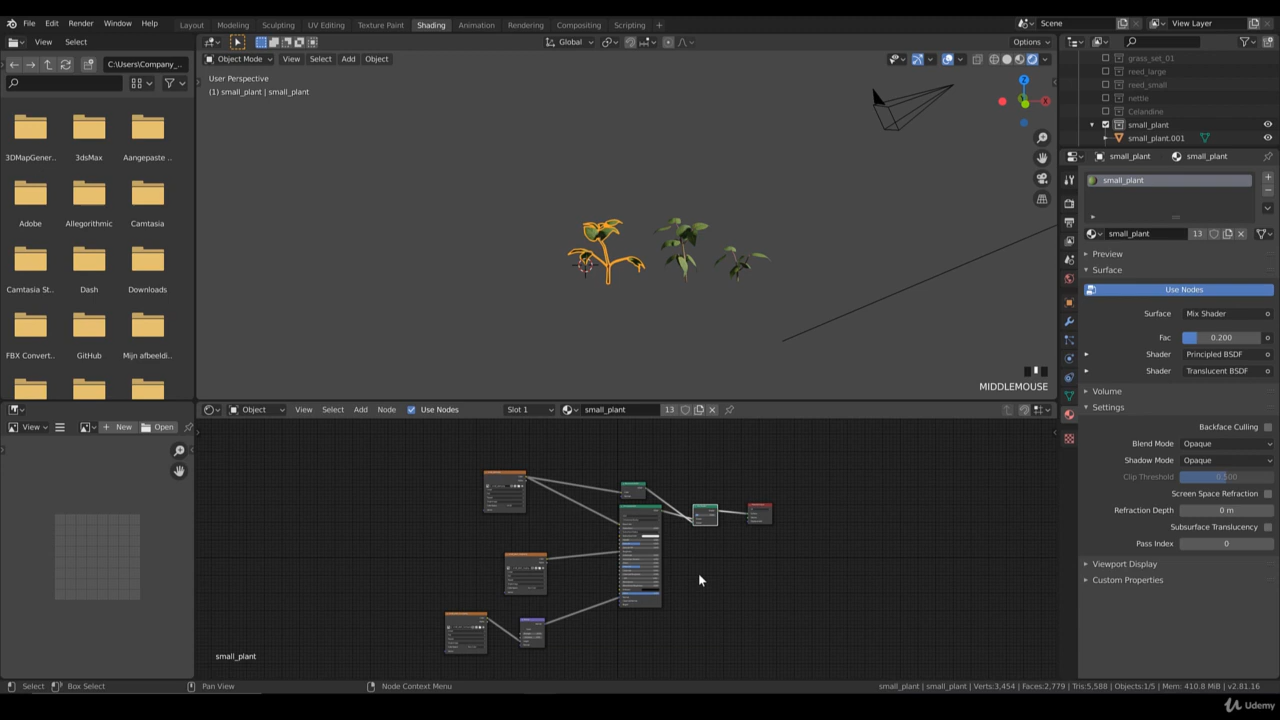 File Edit Render Window Help
Layout Modeling Sculpting UV Editing Texture Paint Shading Animation Rendering Compositing Scripting +
Scene
View Layer
View Select
Object Mode View Select Add Object
Global
Options
C:\Users\Company_...
User Perspective
(1) small_plant | small_plant
3DMapGener...
3dsMax
Aangepaste ...
Adobe
Allegorithmic
Camtasia
Camtasia St...
Dash
Downloads
FBX Convert...
GitHub
Mijn afbeeldi...
MIDDLEMOUSE
grass_set_01
reed_large
reed_small
nettle
Celandine
small_plant
small_plant.001
small_plant small_plant
small_plant
small_plant 13
Preview
Surface
Use Nodes
Surface Mix Shader
Fac 0.200
Shader Principled BSDF
Shader Translucent BSDF
Volume
Settings
Backface Culling
Blend Mode Opaque
Shadow Mode Opaque
Clip Threshold 0.500
Screen Space Refraction
Refraction Depth 0 m
Subsurface Translucency
Pass Index 0
Viewport Display
Custom Properties
View New Open
Object View Select Add Node Use Nodes Slot 1 small_plant 13
small_plant
Select Box Select Pan View Node Context Menu
small_plant | small_plant | Verts:3,454 | Faces:2,779 | Tris:5,588 | Objects:1/5 | Mem: 410.8 MiB | v2.81.16
Udemy